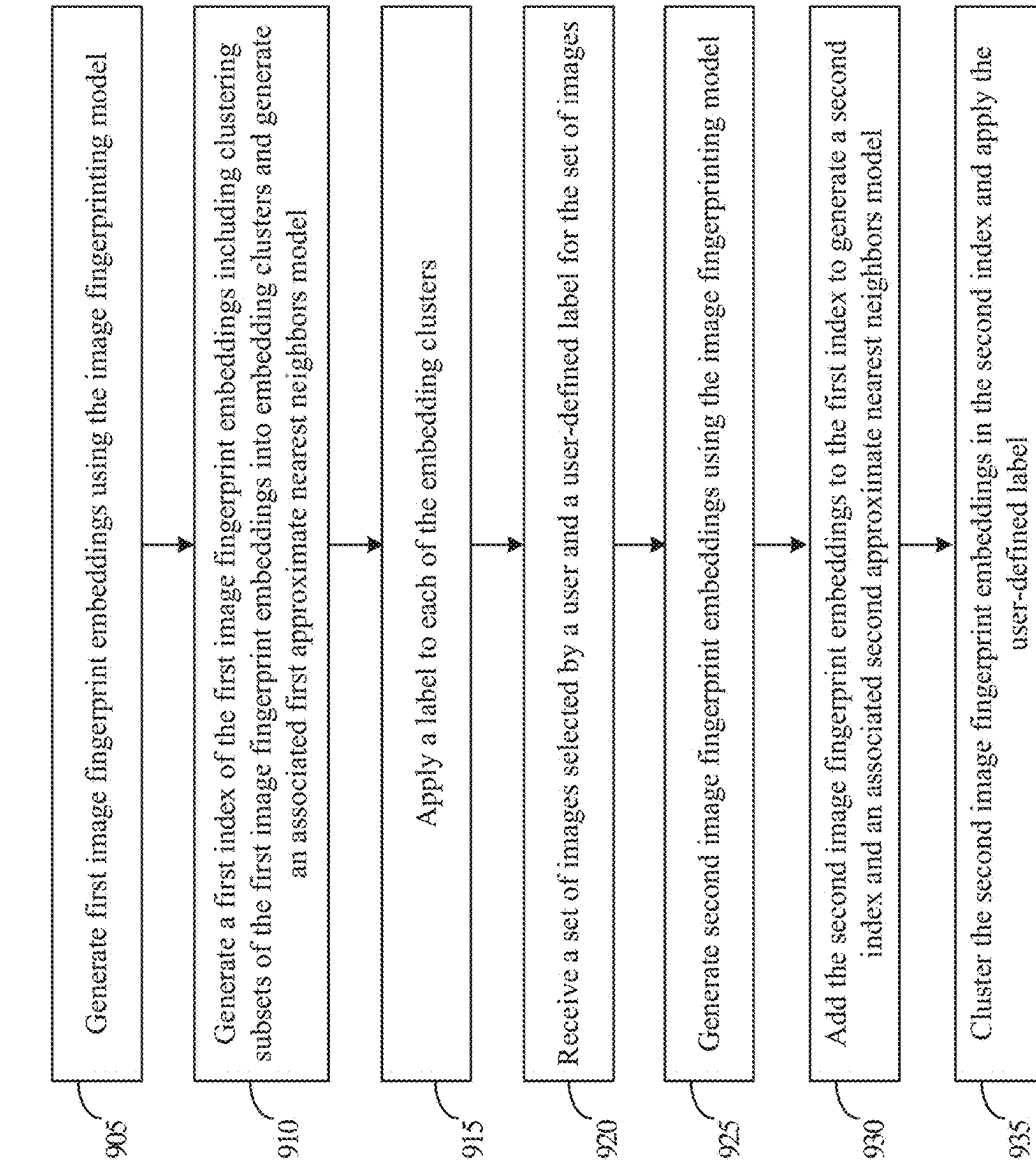 Generate first image fingerprint embeddings using the image fingerprinting model
905
Generate a first index of the first image fingerprint embeddings including clustering
subsets of the first image fingerprint embeddings into embedding clusters and generate
an associated first approximate nearest neighbors model
910
Apply a label to each of the embedding clusters
915
Receive a set of images selected by a user and a user-defined label for the set of images
920
Generate second image fingerprint embeddings using the image fingerprinting model
925
Add the second image fingerprint embeddings to the first index to generate a second
index and an associated second approximate nearest neighbors model
930
Cluster the second image fingerprint embeddings in the second index and apply the
user-defined label
935